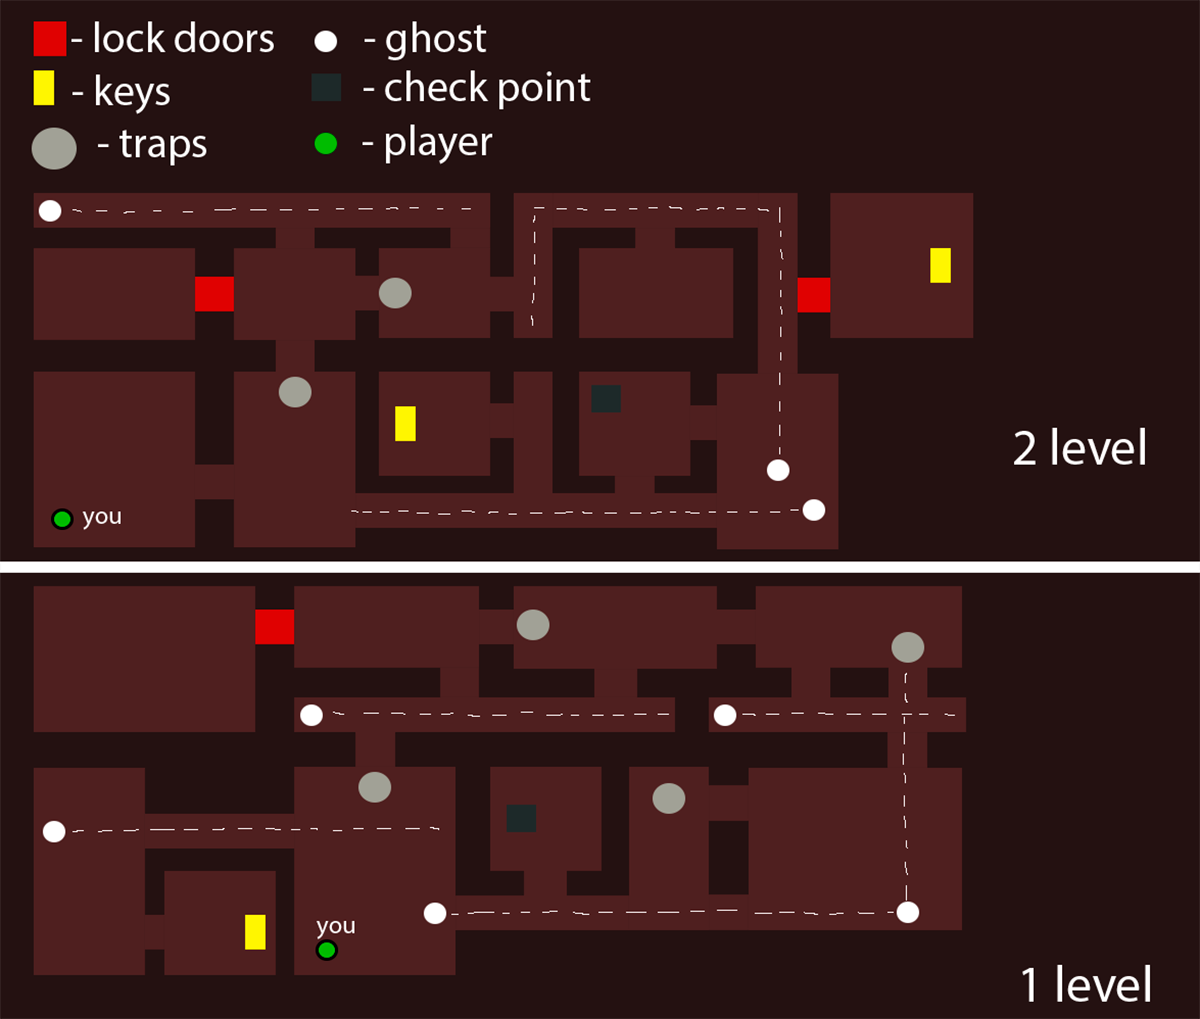 - lock doors
- ghost
- keys
- check point
- traps
- player
2 level
you
you
1 level